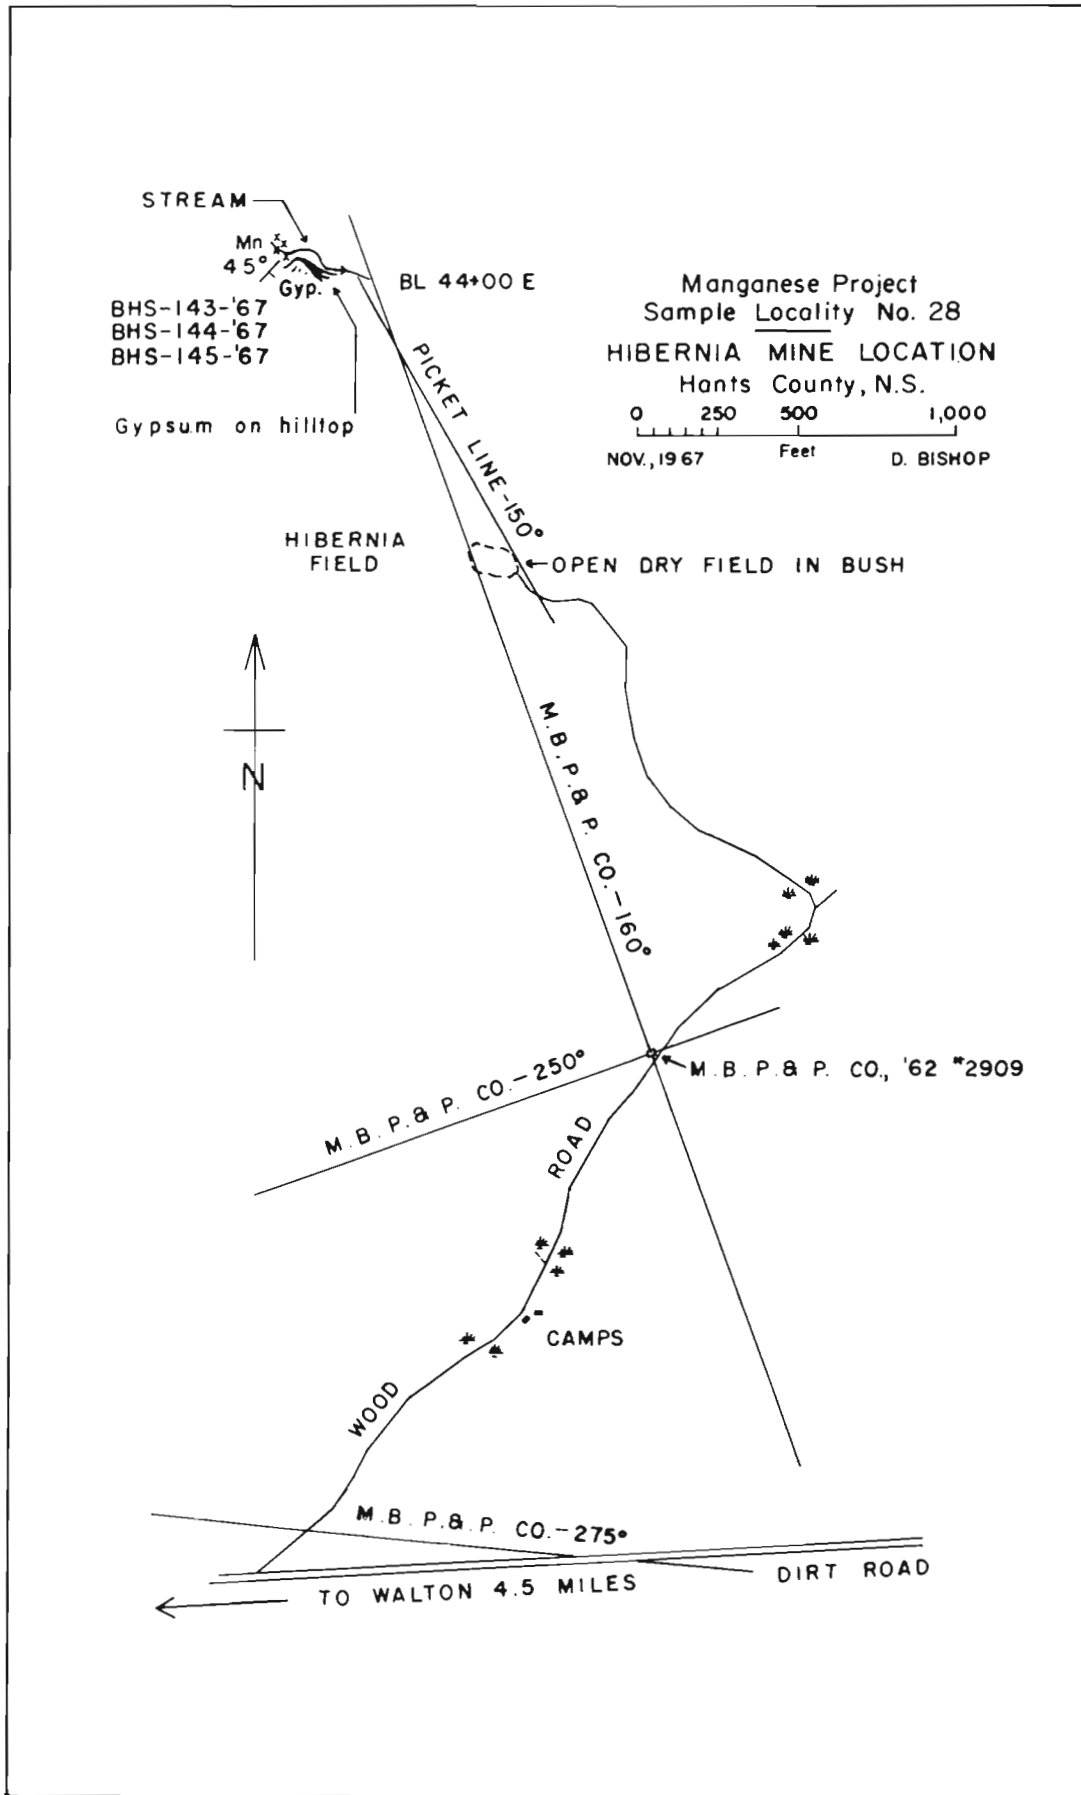 STREAM
Mn
45°
Gyp.
BL 44+00 E
BHS-143-'67
BHS-144-'67
BHS-145-'67
Gypsum on hilltop
Manganese Project
Sample Locality No. 28
HIBERNIA MINE LOCATION
Hants County, N.S.
0 250 500 1,000
Feet
NOV., 1967 D. BISHOP
PICKET LINE-150°
HIBERNIA
FIELD
OPEN DRY FIELD IN BUSH
N
M.B.P.&P. CO.-160°
M.B.P.&P. CO.-250°
M.B.P.&P. CO., '62 #2909
WOOD ROAD
CAMPS
M.B.P.&P. CO.-275°
DIRT ROAD
TO WALTON 4.5 MILES